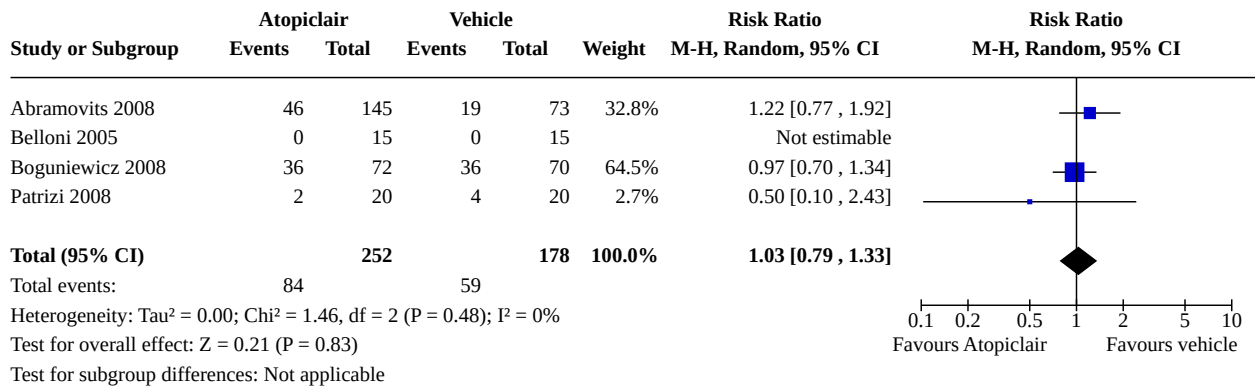 Atopiclair Vehicle Risk Ratio Risk Ratio
Study or Subgroup Events Total Events Total Weight M-H, Random, 95% CI M-H, Random, 95% CI
Abramovits 2008 46 145 19 73 32.8% 1.22 [0.77 , 1.92]
Belloni 2005 0 15 0 15 Not estimable
Boguniewicz 2008 36 72 36 70 64.5% 0.97 [0.70 , 1.34]
Patrizi 2008 2 20 4 20 2.7% 0.50 [0.10 , 2.43]
Total (95% CI) 252 178 100.0% 1.03 [0.79 , 1.33]
Total events: 84 59
Heterogeneity: Tau² = 0.00; Chi² = 1.46, df = 2 (P = 0.48); I² = 0%
0.1 0.2 0.5 1 2 5 10
Test for overall effect: Z = 0.21 (P = 0.83) Favours Atopiclair Favours vehicle
Test for subgroup differences: Not applicable